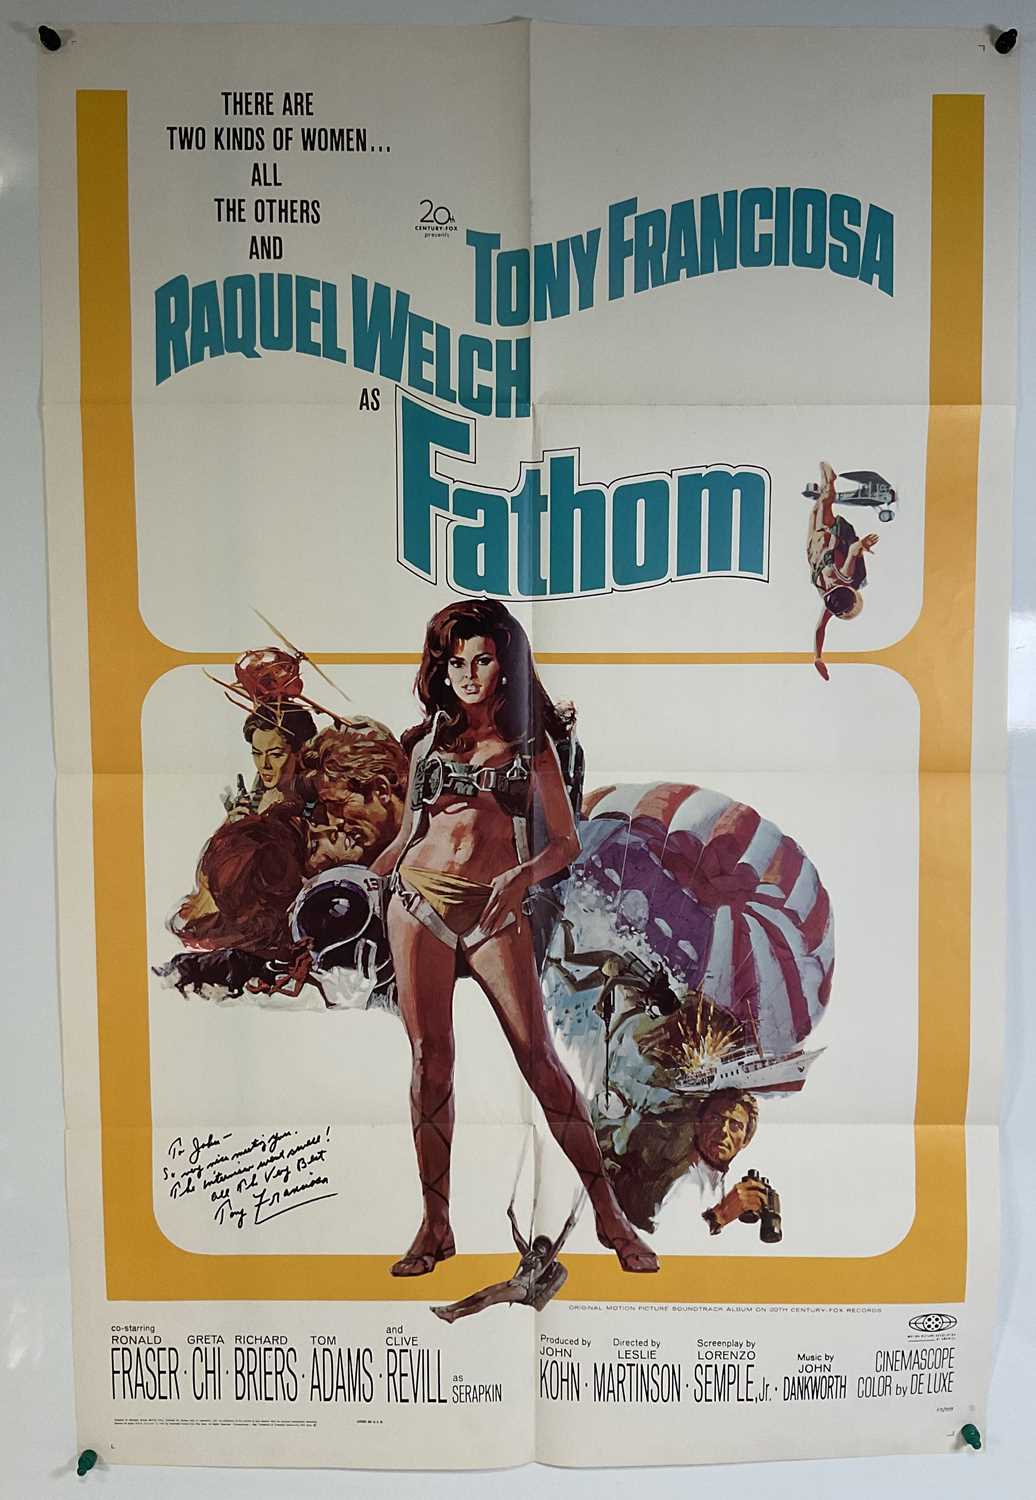 THERE ARE
TWO KINDS OF WOMEN...
ALL
THE OTHERS
AND
RAQUEL WELCH
20th
CENTURY-FOX
presents
TONY FRANCIOSA
AS
Fathom
13
To John -
So very nice meeting you.
The interview went swell!
All the Very Best
Tony Franciosa
ORIGINAL MOTION PICTURE SOUNDTRACK ALBUM ON 20TH CENTURY-FOX RECORDS
co-starring
RONALD FRASER · GRETA CHI · RICHARD BRIERS · TOM ADAMS · and CLIVE REVILL as SERAPKIN
Produced by JOHN KOHN · Directed by LESLIE MARTINSON · Screenplay by LORENZO SEMPLE, Jr. · Music by JOHN DANKWORTH
CINEMASCOPE
COLOR by DE LUXE